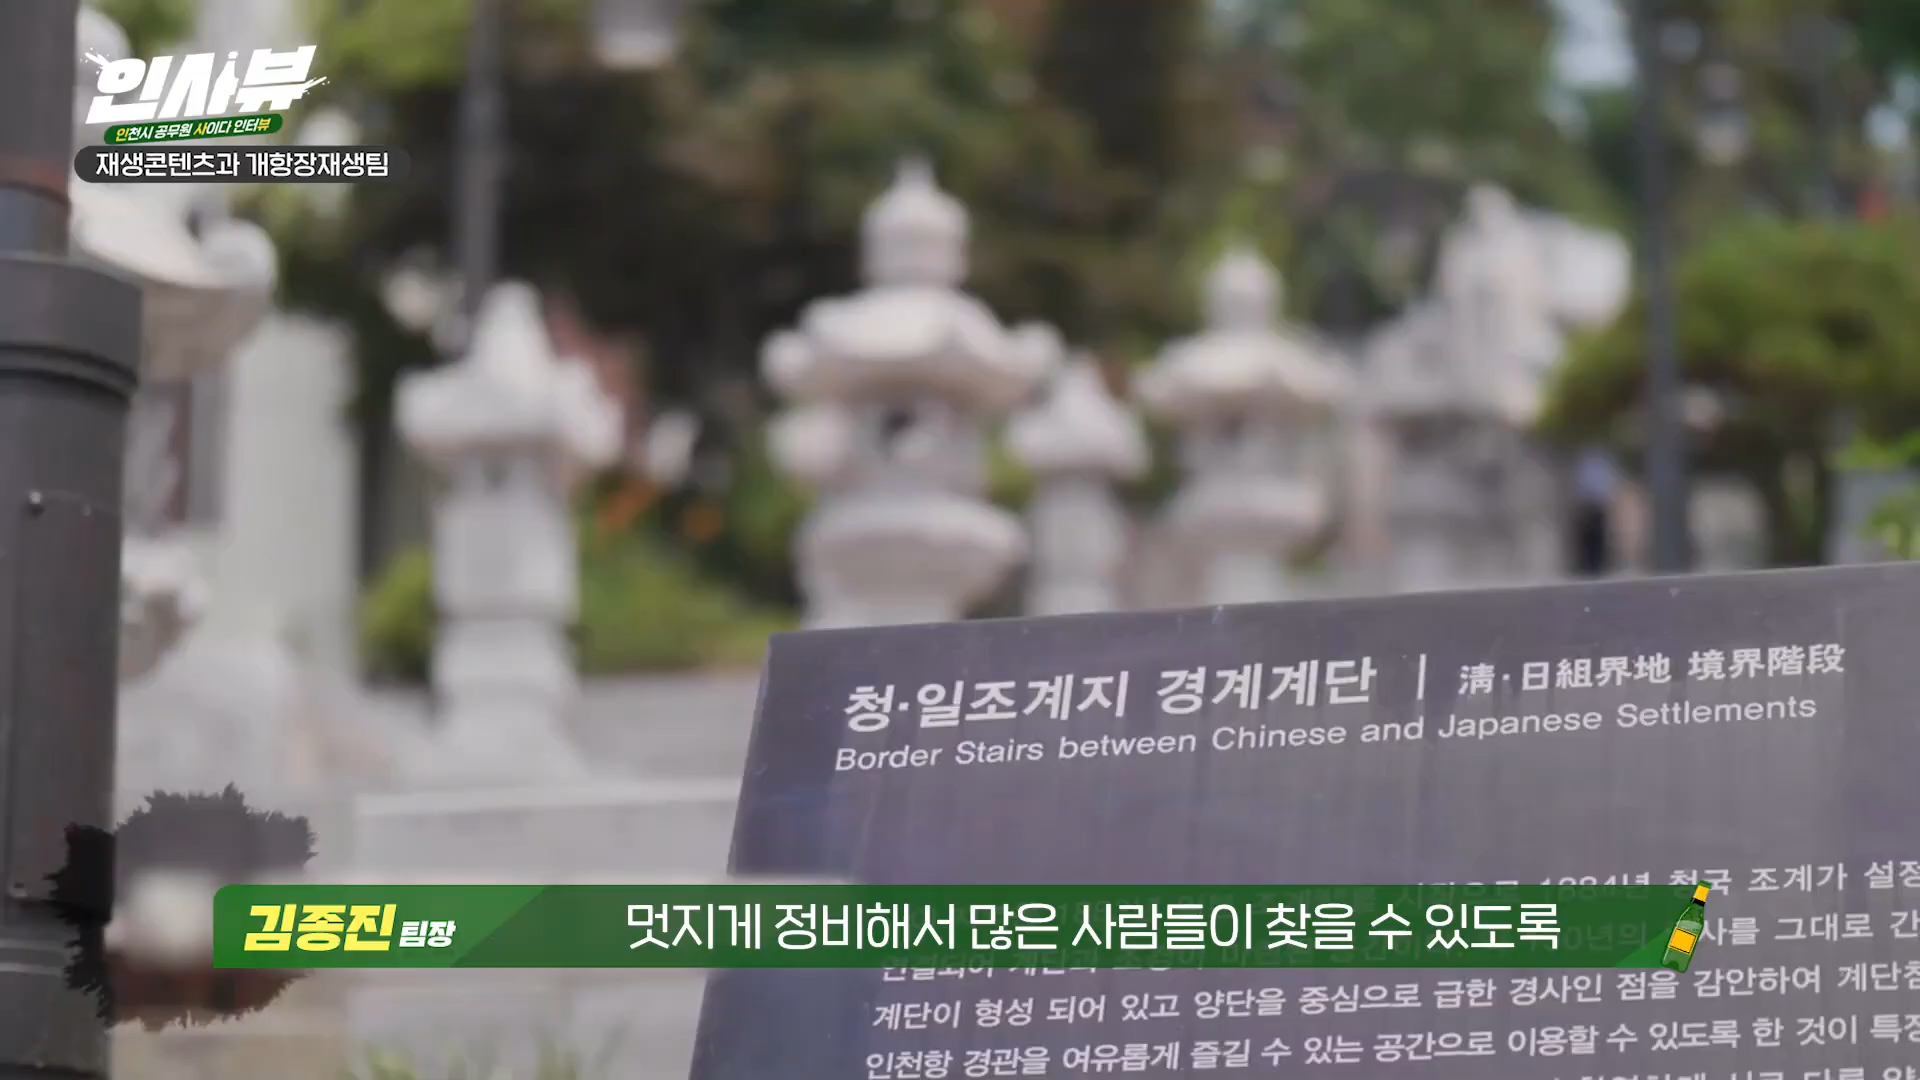 인사뷰
인천시 공무원 사이다 인터뷰
재생콘텐츠과 개항장재생팀
청·일조계지 경계계단 | 淸·日組界地 境界階段
Border Stairs between Chinese and Japanese Settlements
1884년 청국 조계가 설정
김종진 팀장 멋지게 정비해서 많은 사람들이 찾을 수 있도록
그대로 간
계단이 형성 되어 있고 양단을 중심으로 급한 경사인 점을 감안하여 계단참
인천항 경관을 여유롭게 즐길 수 있는 공간으로 이용할 수 있도록 한 것이 특징